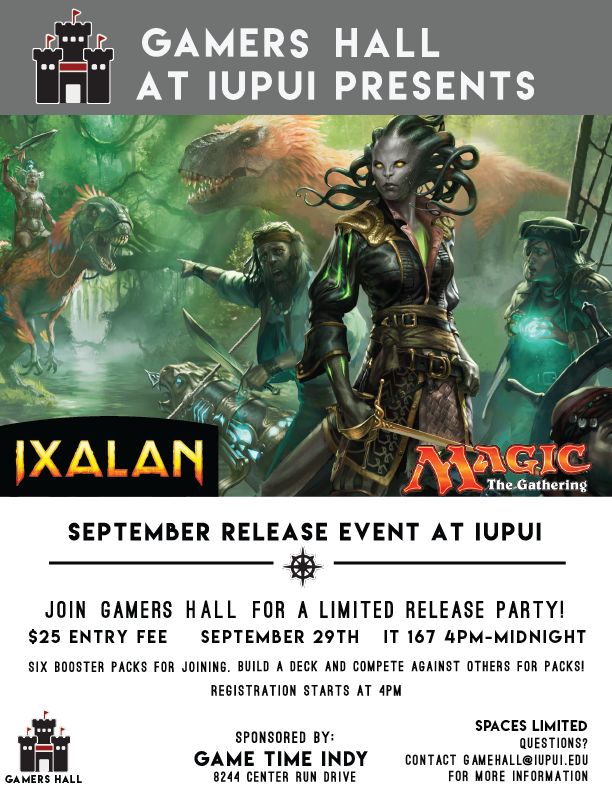 GAMERS HALL
AT IUPUI PRESENTS
IXALAN
MAGIC
The Gathering
SEPTEMBER RELEASE EVENT AT IUPUI
JOIN GAMERS HALL FOR A LIMITED RELEASE PARTY!
$25 ENTRY FEE SEPTEMBER 29TH IT 167 4PM-MIDNIGHT
SIX BOOSTER PACKS FOR JOINING. BUILD A DECK AND COMPETE AGAINST OTHERS FOR PACKS!
REGISTRATION STARTS AT 4PM
GAMERS HALL
SPONSORED BY:
GAME TIME INDY
8244 CENTER RUN DRIVE
SPACES LIMITED
QUESTIONS?
CONTACT GAMEHALL@IUPUI.EDU
FOR MORE INFORMATION